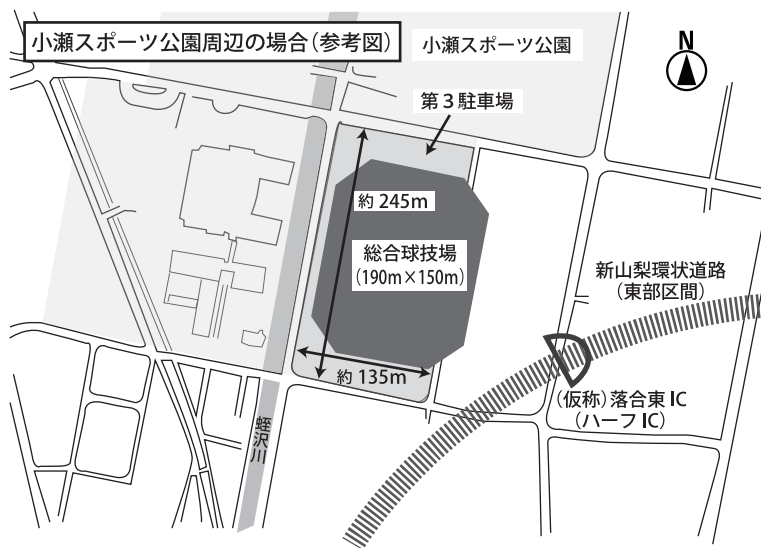 小瀬スポーツ公園周辺の場合(参考図)
小瀬スポーツ公園
N
第3駐車場
約245m
総合球技場
(190m×150m)
新山梨環状道路
(東部区間)
約135m
(仮称)落合東IC
(ハーフIC)
蛭沢川